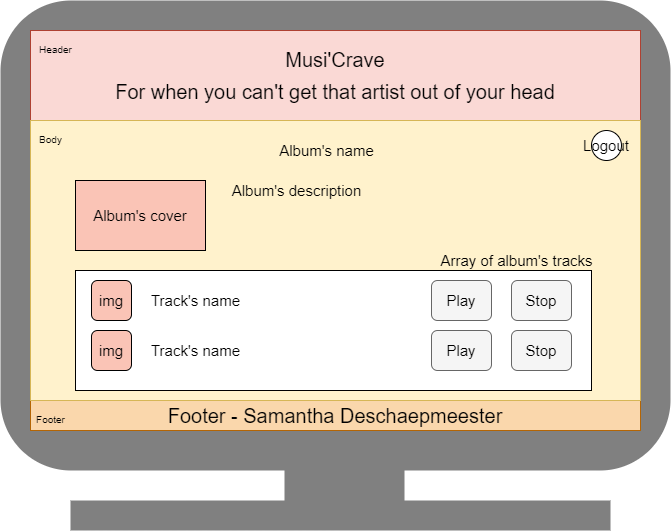 Header
Musi'Crave
For when you can't get that artist out of your head
Body
Logout
Album's name
Album's description
Album's cover
Array of album's tracks
img Track's name Play Stop
img Track's name Play Stop
Footer
Footer - Samantha Deschaepmeester